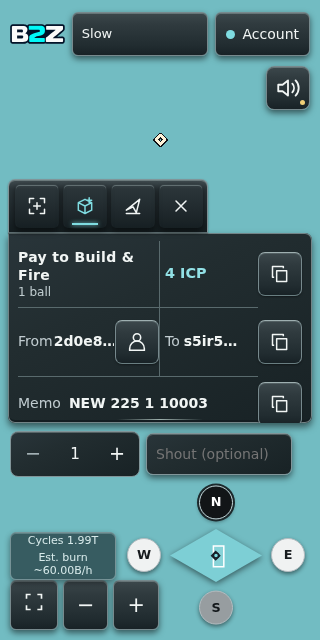 B2Z
Slow
Account
Pay to Build &
Fire
1 ball
4 ICP
From 2d0e8...
To s5ir5...
Memo NEW 225 1 10003
− 1 +
Shout (optional)
N
Cycles 1.99T
Est. burn
~60.00B/h
W
E
S
− +